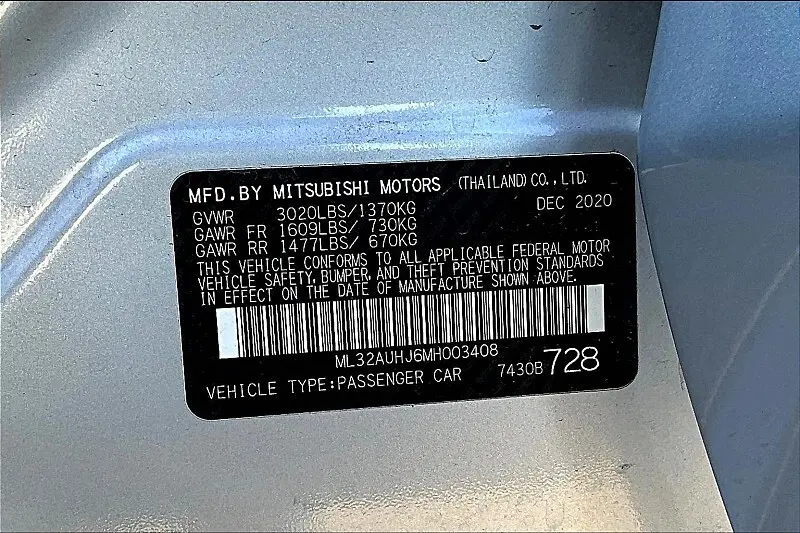 MFD.BY MITSUBISHI MOTORS (THAILAND) CO., LTD.
GVWR 3020LBS/1370KG DEC 2020
GAWR FR 1609LBS/ 730KG
GAWR RR 1477LBS/ 670KG
THIS VEHICLE CONFORMS TO ALL APPLICABLE FEDERAL MOTOR
VEHICLE SAFETY, BUMPER, AND THEFT PREVENTION STANDARDS
IN EFFECT ON THE DATE OF MANUFACTURE SHOWN ABOVE.
ML32AUHJ6MH003408
VEHICLE TYPE:PASSENGER CAR 7430B 728